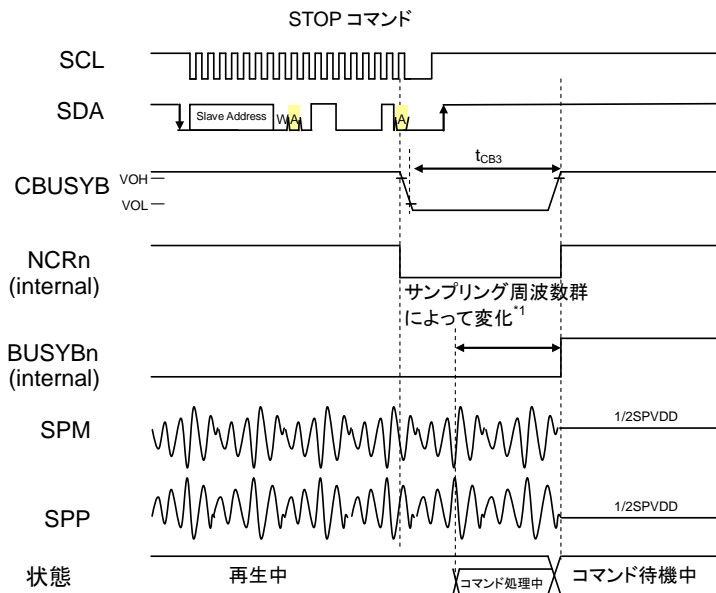 STOP コマンド
SCL
SDA
Slave Address
W
A
A
tCB3
CBUSYB
VOH
VOL
NCRn
(internal)
サンプリング周波数群
によって変化*1
BUSYBn
(internal)
SPM
1/2SPVDD
SPP
1/2SPVDD
状態
再生中
コマンド処理中
コマンド待機中